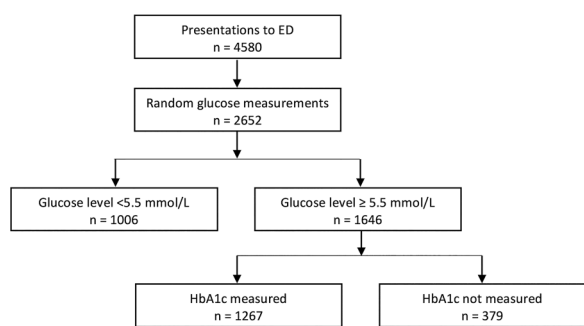 Presentations to ED
n = 4580
Random glucose measurements
n = 2652
Glucose level <5.5 mmol/L
n = 1006
Glucose level ≥ 5.5 mmol/L
n = 1646
HbA1c measured
n = 1267
HbA1c not measured
n = 379